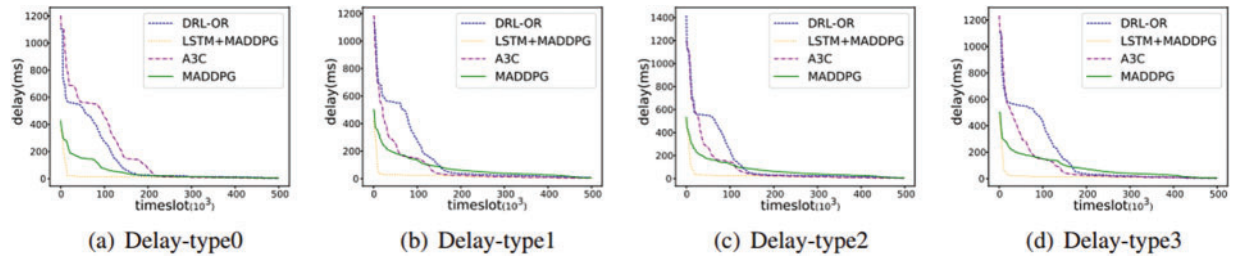 1200
1000
800
600
400
200
0
delay(ms)
DRL-OR
LSTM+MADDPG
A3C
MADDPG
0 100 200 300 400 500
timeslot(10³)
(a) Delay-type0
1200
1000
800
600
400
200
0
delay(ms)
DRL-OR
LSTM+MADDPG
A3C
MADDPG
0 100 200 300 400 500
timeslot(10³)
(b) Delay-type1
1400
1200
1000
800
600
400
200
0
delay(ms)
DRL-OR
LSTM+MADDPG
A3C
MADDPG
0 100 200 300 400 500
timeslot(10³)
(c) Delay-type2
1200
1000
800
600
400
200
0
delay(ms)
DRL-OR
LSTM+MADDPG
A3C
MADDPG
0 100 200 300 400 500
timeslot(10³)
(d) Delay-type3